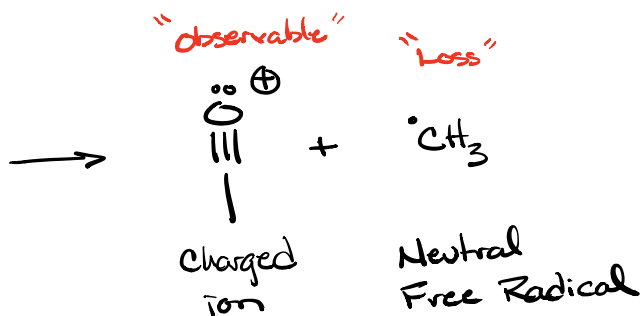 "observable"
"Loss"
Ö ⊕
+ •CH₃
Charged
ion
Neutral
Free Radical